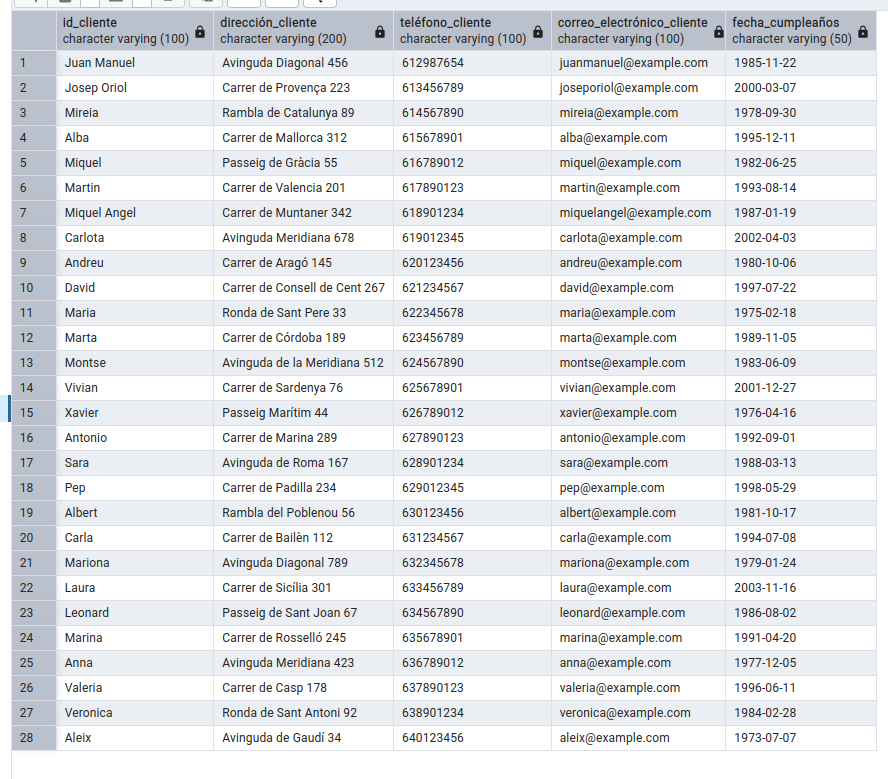 id_cliente dirección_cliente teléfono_cliente correo_electrónico_cliente fecha_cumpleaños
character varying (100) character varying (200) character varying (100) character varying (100) character varying (50)
1 Juan Manuel Avinguda Diagonal 456 612987654 juanmanuel@example.com 1985-11-22
2 Josep Oriol Carrer de Provença 223 613456789 joseporiol@example.com 2000-03-07
3 Mireia Rambla de Catalunya 89 614567890 mireia@example.com 1978-09-30
4 Alba Carrer de Mallorca 312 615678901 alba@example.com 1995-12-11
5 Miquel Passeig de Gràcia 55 616789012 miquel@example.com 1982-06-25
6 Martin Carrer de Valencia 201 617890123 martin@example.com 1993-08-14
7 Miquel Angel Carrer de Muntaner 342 618901234 miquelangel@example.com 1987-01-19
8 Carlota Avinguda Meridiana 678 619012345 carlota@example.com 2002-04-03
9 Andreu Carrer de Aragó 145 620123456 andreu@example.com 1980-10-06
10 David Carrer de Consell de Cent 267 621234567 david@example.com 1997-07-22
11 Maria Ronda de Sant Pere 33 622345678 maria@example.com 1975-02-18
12 Marta Carrer de Córdoba 189 623456789 marta@example.com 1989-11-05
13 Montse Avinguda de la Meridiana 512 624567890 montse@example.com 1983-06-09
14 Vivian Carrer de Sardenya 76 625678901 vivian@example.com 2001-12-27
15 Xavier Passeig Marítim 44 626789012 xavier@example.com 1976-04-16
16 Antonio Carrer de Marina 289 627890123 antonio@example.com 1992-09-01
17 Sara Avinguda de Roma 167 628901234 sara@example.com 1988-03-13
18 Pep Carrer de Padilla 234 629012345 pep@example.com 1998-05-29
19 Albert Rambla del Poblenou 56 630123456 albert@example.com 1981-10-17
20 Carla Carrer de Bailèn 112 631234567 carla@example.com 1994-07-08
21 Mariona Avinguda Diagonal 789 632345678 mariona@example.com 1979-01-24
22 Laura Carrer de Sicília 301 633456789 laura@example.com 2003-11-16
23 Leonard Passeig de Sant Joan 67 634567890 leonard@example.com 1986-08-02
24 Marina Carrer de Rosselló 245 635678901 marina@example.com 1991-04-20
25 Anna Avinguda Meridiana 423 636789012 anna@example.com 1977-12-05
26 Valeria Carrer de Casp 178 637890123 valeria@example.com 1996-06-11
27 Veronica Ronda de Sant Antoni 92 638901234 veronica@example.com 1984-02-28
28 Aleix Avinguda de Gaudí 34 640123456 aleix@example.com 1973-07-07